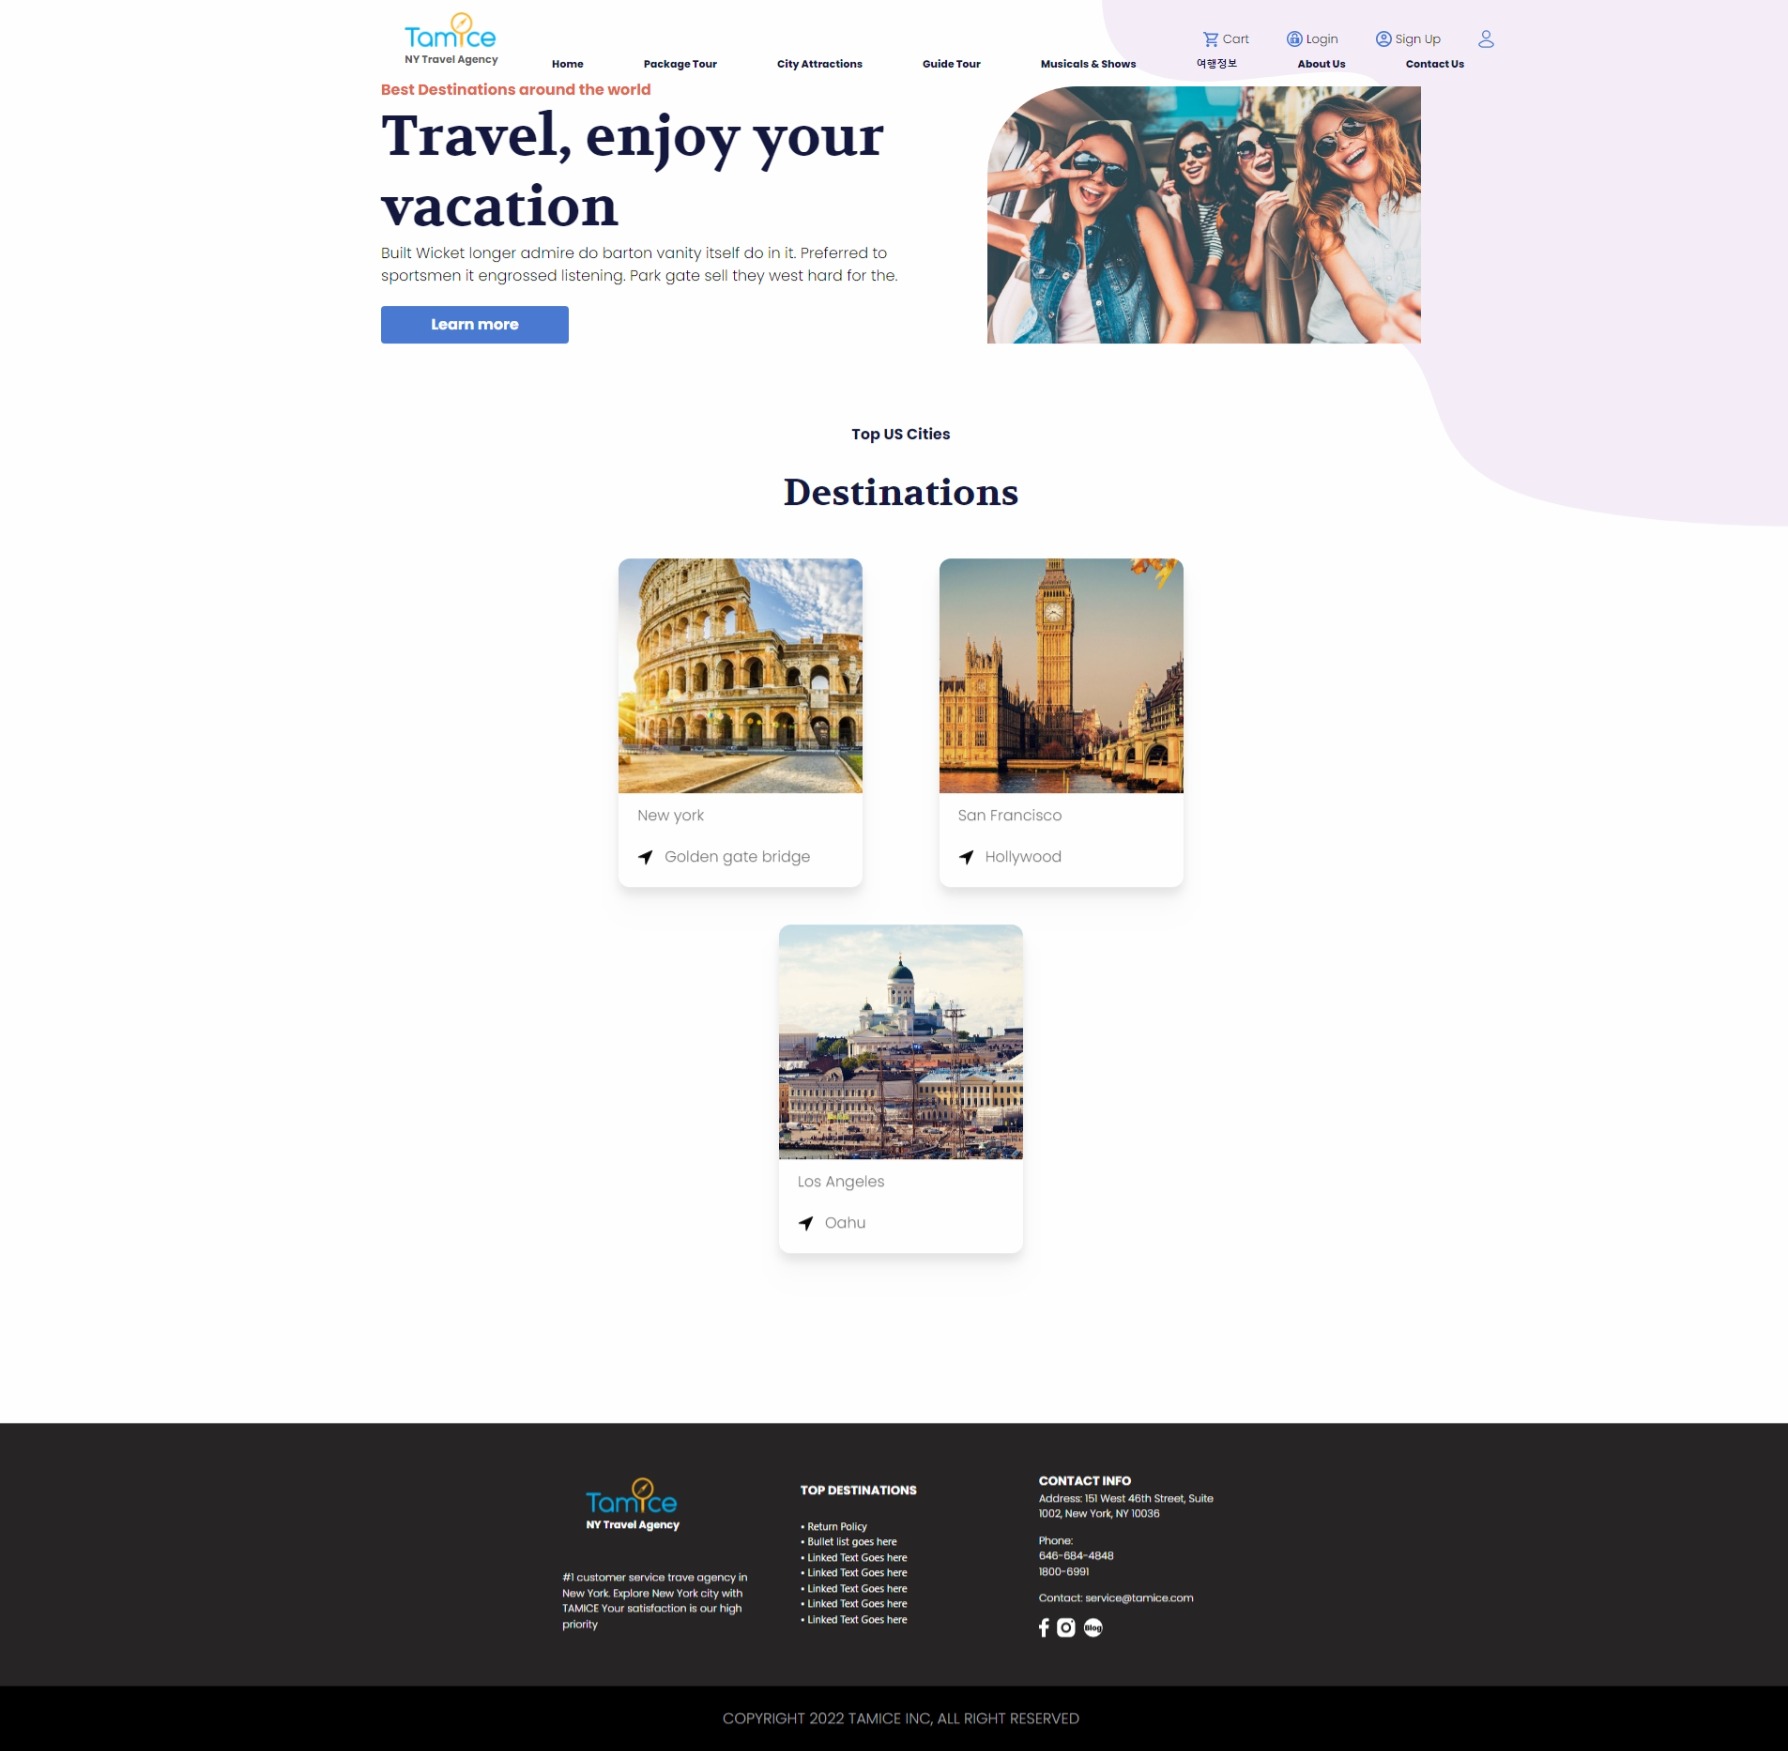 Tamice
NY Travel Agency
Cart
Login
Sign Up
Home
Package Tour
City Attractions
Guide Tour
Musicals & Shows
여행정보
About Us
Contact Us
Best Destinations around the world
Travel, enjoy your
vacation
Built Wicket longer admire do barton vanity itself do in it. Preferred to
sportsmen it engrossed listening. Park gate sell they west hard for the.
Learn more
Top US Cities
Destinations
New york
Golden gate bridge
San Francisco
Hollywood
Los Angeles
Oahu
Tamice
NY Travel Agency
#1 customer service trave agency in
New York. Explore New York city with
TAMICE Your satisfaction is our high
priority
TOP DESTINATIONS
• Return Policy
• Bullet list goes here
• Linked Text Goes here
• Linked Text Goes here
• Linked Text Goes here
• Linked Text Goes here
• Linked Text Goes here
CONTACT INFO
Address: 151 West 46th Street, Suite
1002, New York, NY 10036
Phone:
646-684-4848
1800-6991
Contact: service@tamice.com
Blog
COPYRIGHT 2022 TAMICE INC, ALL RIGHT RESERVED